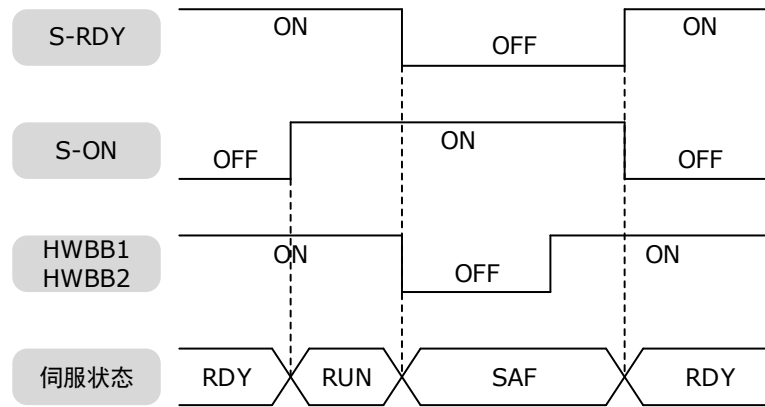 S-RDY
ON
OFF
ON
S-ON
OFF
ON
OFF
HWBB1
HWBB2
ON
OFF
ON
伺服状态
RDY
RUN
SAF
RDY